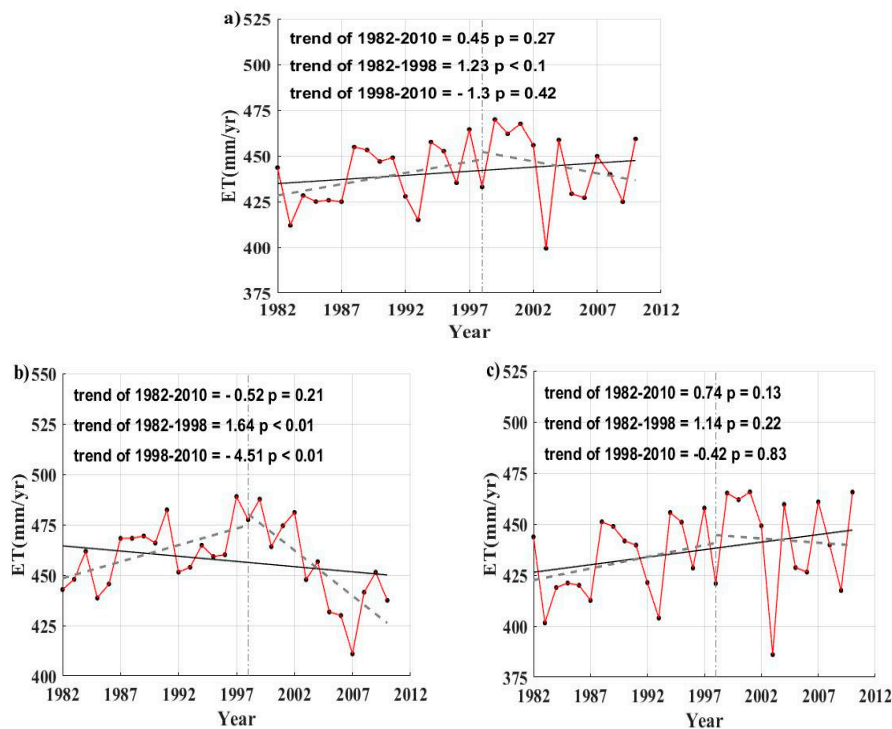 a)
525
500
475
450
425
400
375
ET(mm/yr)
trend of 1982-2010 = 0.45 p = 0.27
trend of 1982-1998 = 1.23 p < 0.1
trend of 1998-2010 = - 1.3 p = 0.42
1982 1987 1992 1997 2002 2007 2012
Year
b)
550
525
500
475
450
425
400
ET(mm/yr)
trend of 1982-2010 = - 0.52 p = 0.21
trend of 1982-1998 = 1.64 p < 0.01
trend of 1998-2010 = - 4.51 p < 0.01
1982 1987 1992 1997 2002 2007 2012
Year
c)
525
500
475
450
425
400
375
ET(mm/yr)
trend of 1982-2010 = 0.74 p = 0.13
trend of 1982-1998 = 1.14 p = 0.22
trend of 1998-2010 = -0.42 p = 0.83
1982 1987 1992 1997 2002 2007 2012
Year